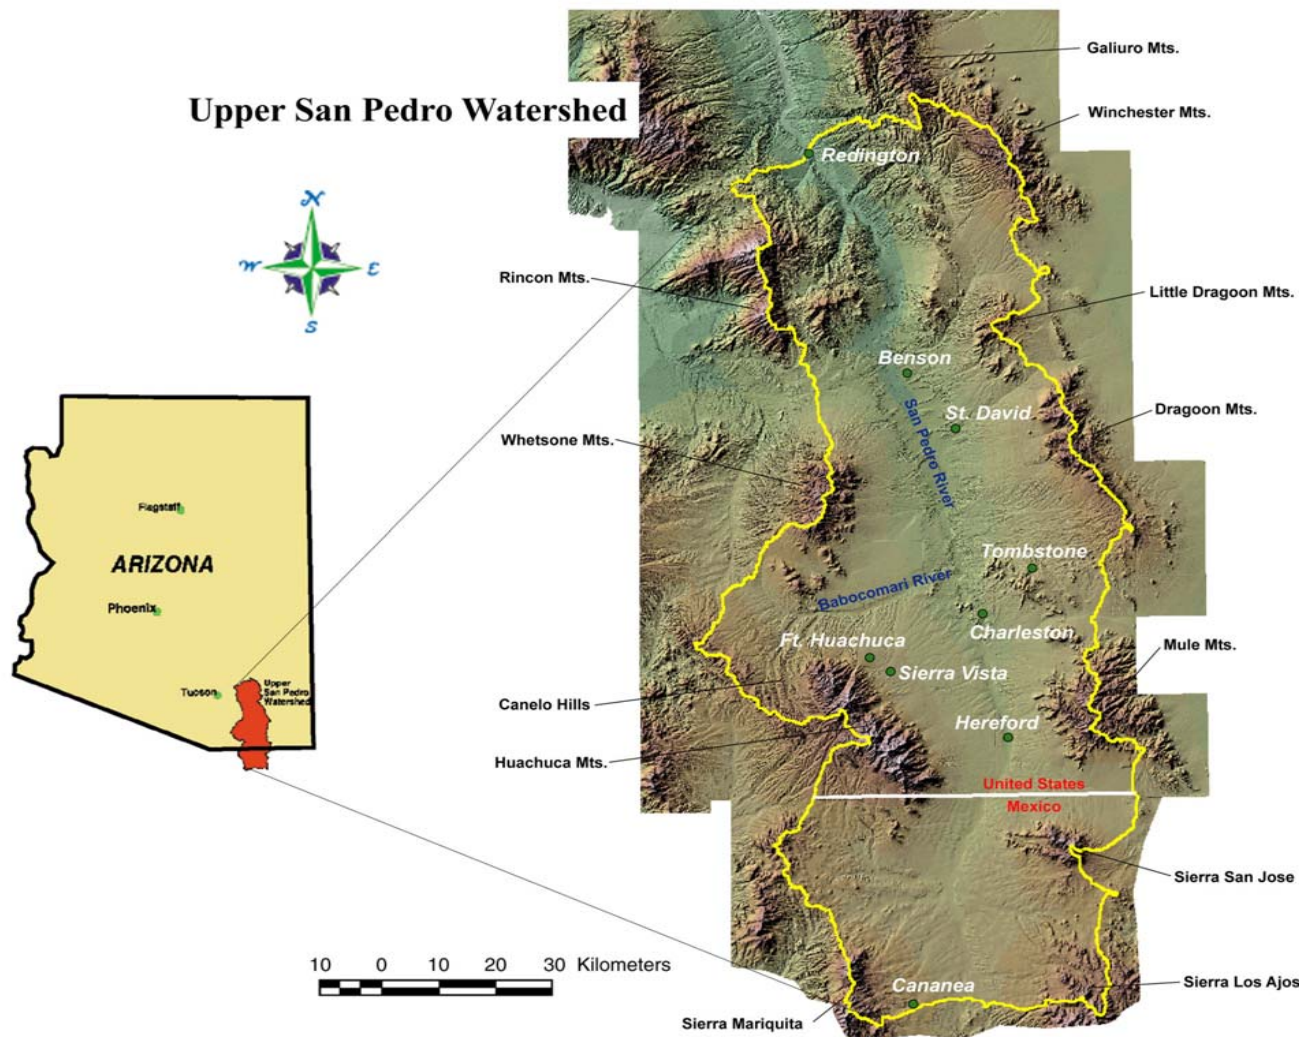 Galiuro Mts.
Upper San Pedro Watershed
Winchester Mts.
Redington
N
W
E
S
Rincon Mts.
Little Dragoon Mts.
Benson
San Pedro River
St. David
Dragoon Mts.
Whetsone Mts.
Flagstaff
ARIZONA
Phoenix
Tombstone
Babocomari River
Charleston
Ft. Huachuca
Sierra Vista
Mule Mts.
Tucson
Upper
San Pedro
Watershed
Canelo Hills
Hereford
Huachuca Mts.
United States
Mexico
Sierra San Jose
10 0 10 20 30 Kilometers
Cananea
Sierra Los Ajos
Sierra Mariquita